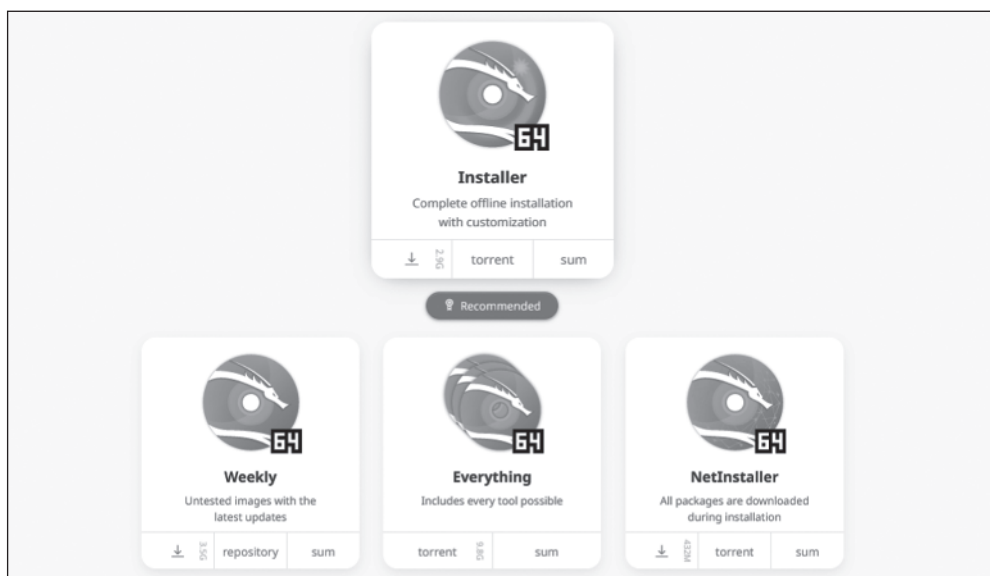 64
Installer
Complete offline installation
with customization
2.9G torrent sum
Recommended
64
Weekly
Untested images with the
latest updates
3.5G repository sum
64
Everything
Includes every tool possible
torrent 9.8G sum
64
NetInstaller
All packages are downloaded
during installation
432M torrent sum